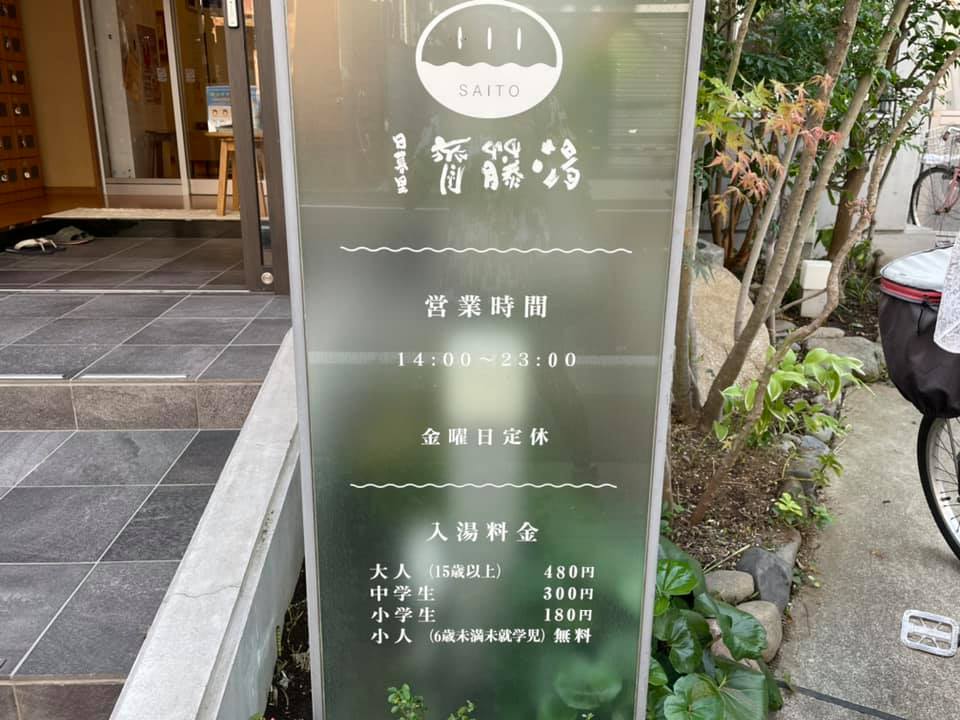 SAITO
日暮里 齋藤湯
営業時間
14:00～23:00
金曜日定休
入湯料金
大人 (15歳以上) 480円
中学生 300円
小学生 180円
小人 (6歳未満未就学児) 無料